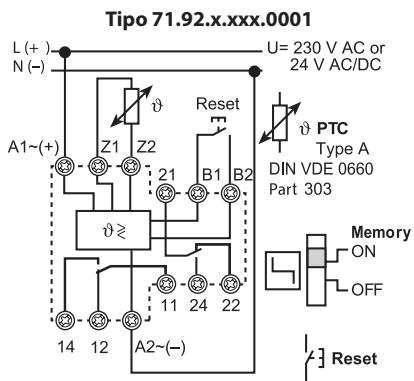 Tipo 71.92.x.xxx.0001
L (+)
N (–)
U= 230 V AC or
24 V AC/DC
ϑ
Reset
ϑ PTC
Type A
DIN VDE 0660
Part 303
A1~(+)
Z1
Z2
21
B1
B2
ϑ≷
Memory
ON
OFF
11
24
22
14
12
A2~(–)
Reset